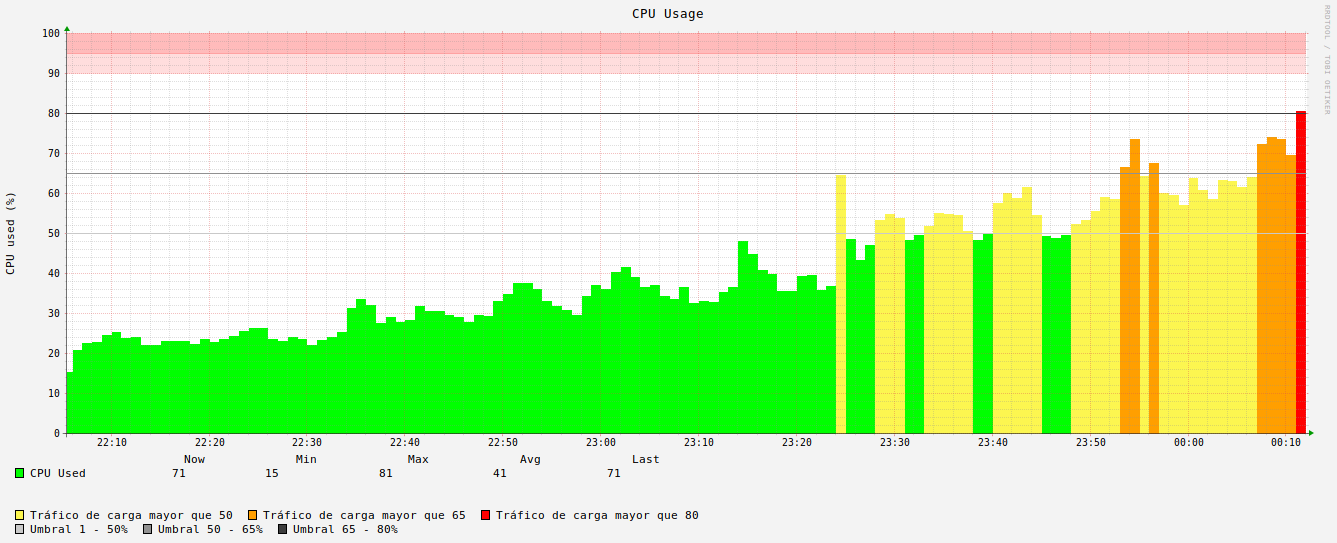 CPU Usage
RRDTOOL / TOBI OETIKER
CPU used (%)
100
90
80
70
60
50
40
30
20
10
0
22:10 22:20 22:30 22:40 22:50 23:00 23:10 23:20 23:30 23:40 23:50 00:00 00:10
Now Min Max Avg Last
CPU Used 71 15 81 41 71
Tráfico de carga mayor que 50 Tráfico de carga mayor que 65 Tráfico de carga mayor que 80
Umbral 1 - 50% Umbral 50 - 65% Umbral 65 - 80%